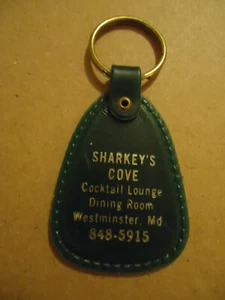 SHARKEY'S
COVE
Cocktail Lounge
Dining Room
Westminster, Md
848-5915